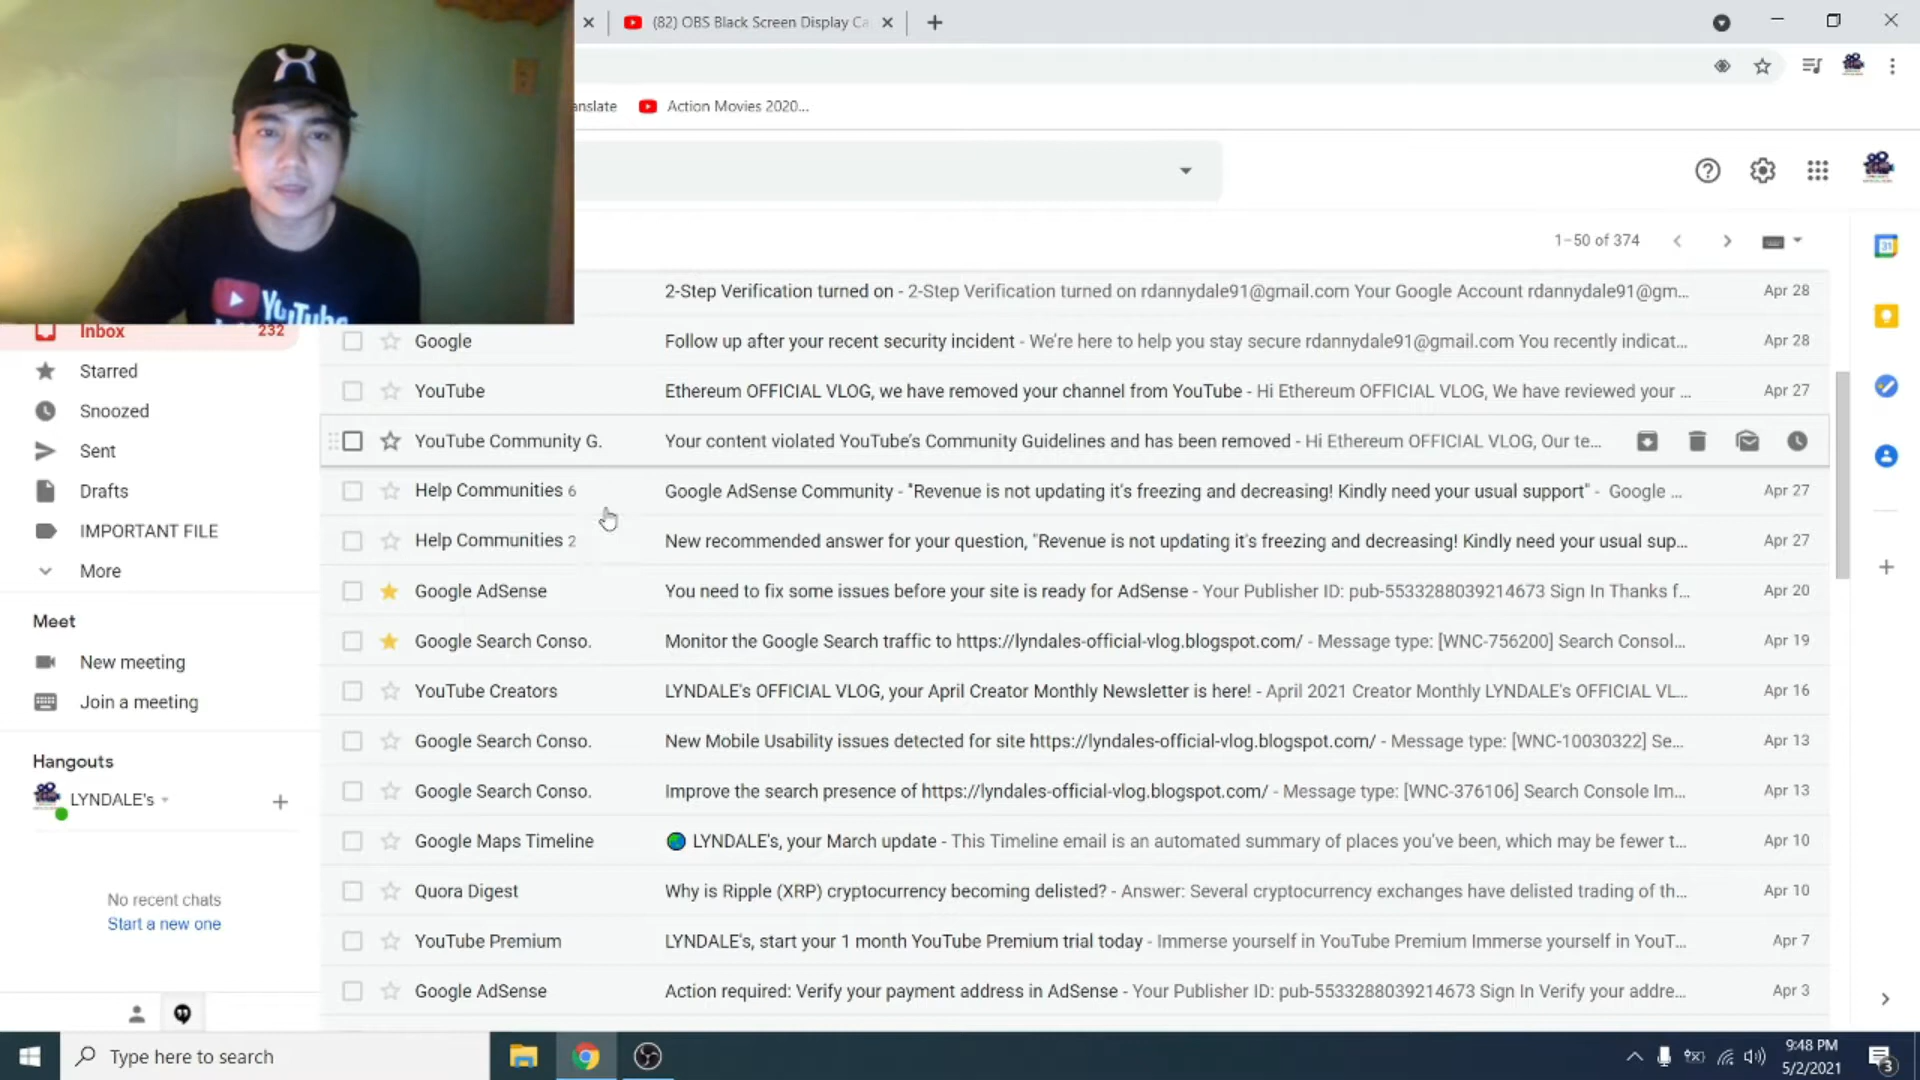 (82) OBS Black Screen Display Ca
anslate
Action Movies 2020...
YouTube
1–50 of 374
2-Step Verification turned on - 2-Step Verification turned on rdannydale91@gmail.com Your Google Account rdannydale91@gm... Apr 28
Inbox 232
Google Follow up after your recent security incident - We're here to help you stay secure rdannydale91@gmail.com You recently indicat... Apr 28
Starred
YouTube Ethereum OFFICIAL VLOG, we have removed your channel from YouTube - Hi Ethereum OFFICIAL VLOG, We have reviewed your ... Apr 27
Snoozed
YouTube Community G. Your content violated YouTube's Community Guidelines and has been removed - Hi Ethereum OFFICIAL VLOG, Our te...
Sent
Help Communities 6 Google AdSense Community - "Revenue is not updating it's freezing and decreasing! Kindly need your usual support" - Google ... Apr 27
Drafts
IMPORTANT FILE
Help Communities 2 New recommended answer for your question, "Revenue is not updating it's freezing and decreasing! Kindly need your usual sup... Apr 27
More
Google AdSense You need to fix some issues before your site is ready for AdSense - Your Publisher ID: pub-5533288039214673 Sign In Thanks f... Apr 20
Meet
Google Search Conso. Monitor the Google Search traffic to https://lyndales-official-vlog.blogspot.com/ - Message type: [WNC-756200] Search Consol... Apr 19
New meeting
YouTube Creators LYNDALE's OFFICIAL VLOG, your April Creator Monthly Newsletter is here! - April 2021 Creator Monthly LYNDALE's OFFICIAL VL... Apr 16
Join a meeting
Google Search Conso. New Mobile Usability issues detected for site https://lyndales-official-vlog.blogspot.com/ - Message type: [WNC-10030322] Se... Apr 13
Hangouts
Google Search Conso. Improve the search presence of https://lyndales-official-vlog.blogspot.com/ - Message type: [WNC-376106] Search Console Im... Apr 13
LYNDALE's
Google Maps Timeline LYNDALE's, your March update - This Timeline email is an automated summary of places you've been, which may be fewer t... Apr 10
Quora Digest Why is Ripple (XRP) cryptocurrency becoming delisted? - Answer: Several cryptocurrency exchanges have delisted trading of th... Apr 10
No recent chats
Start a new one
YouTube Premium LYNDALE's, start your 1 month YouTube Premium trial today - Immerse yourself in YouTube Premium Immerse yourself in YouT... Apr 7
Google AdSense Action required: Verify your payment address in AdSense - Your Publisher ID: pub-5533288039214673 Sign In Verify your addre... Apr 3
Type here to search
9:48 PM
5/2/2021
3